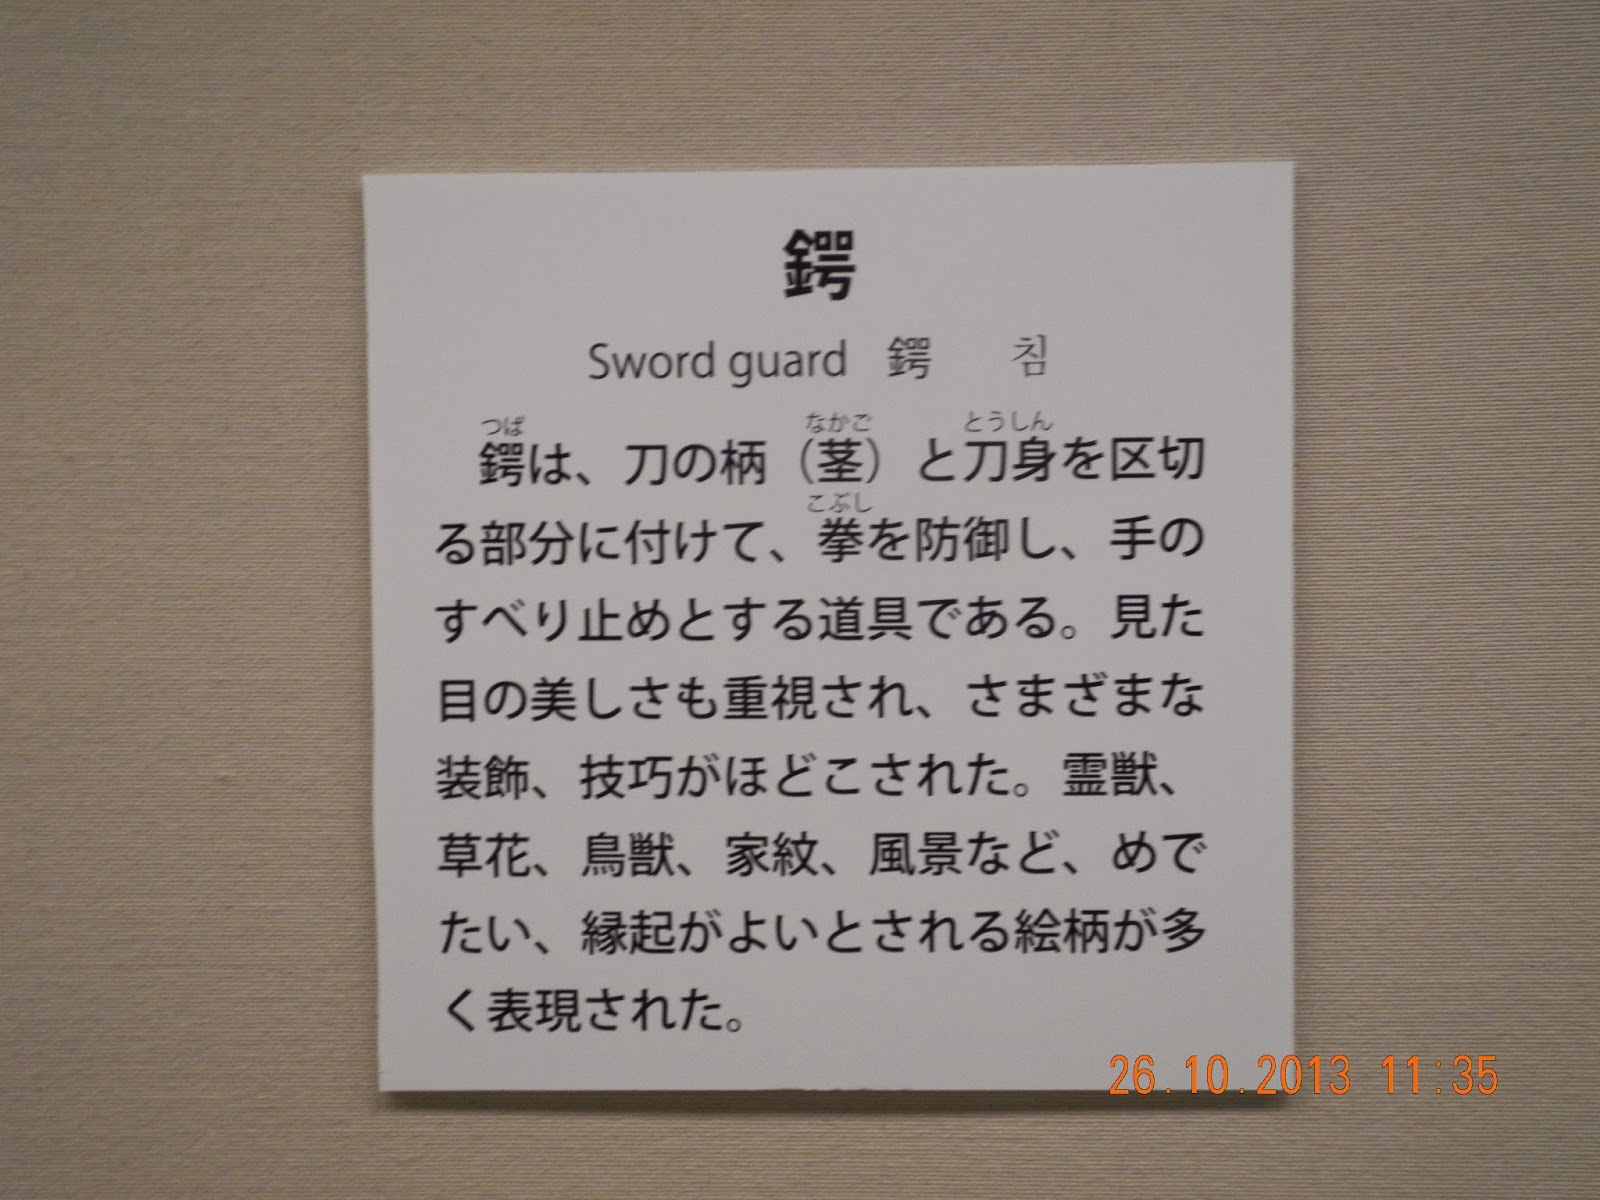 鍔
Sword guard 鍔 침
つば なかご とうしん
鍔は、刀の柄（茎）と刀身を区切
こぶし
る部分に付けて、拳を防御し、手の
すべり止めとする道具である。見た
目の美しさも重視され、さまざまな
装飾、技巧がほどこされた。霊獣、
草花、鳥獣、家紋、風景など、めで
たい、縁起がよいとされる絵柄が多
く表現された。
26.10.2013 11:35